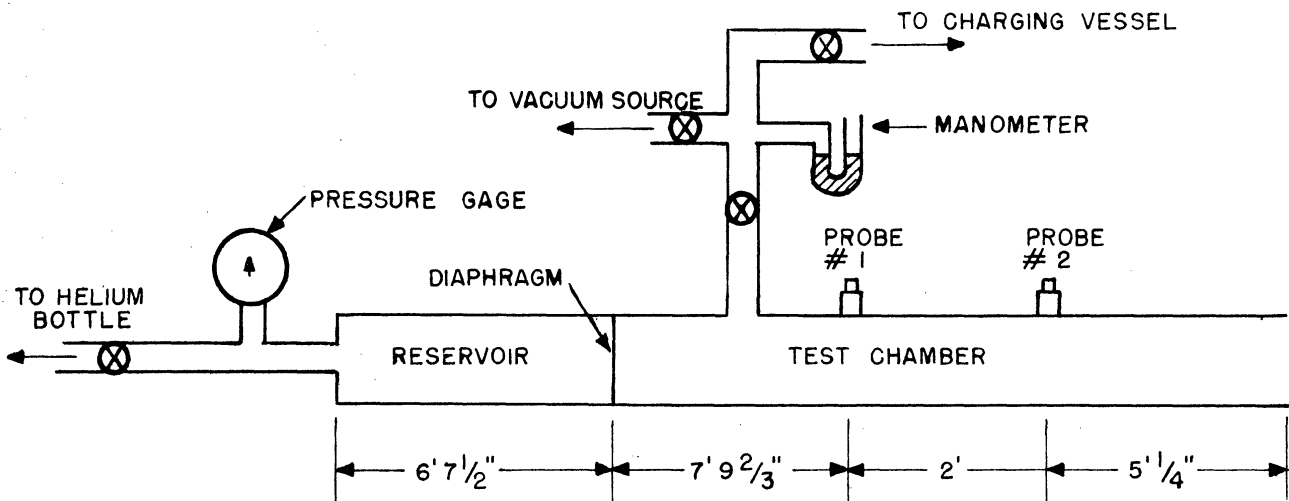 TO CHARGING VESSEL
TO VACUUM SOURCE
MANOMETER
PRESSURE GAGE
PROBE
# 1
PROBE
# 2
DIAPHRAGM
TO HELIUM
BOTTLE
RESERVOIR
TEST CHAMBER
6' 7 1/2"
7' 9 2/3"
2'
5' 1/4"